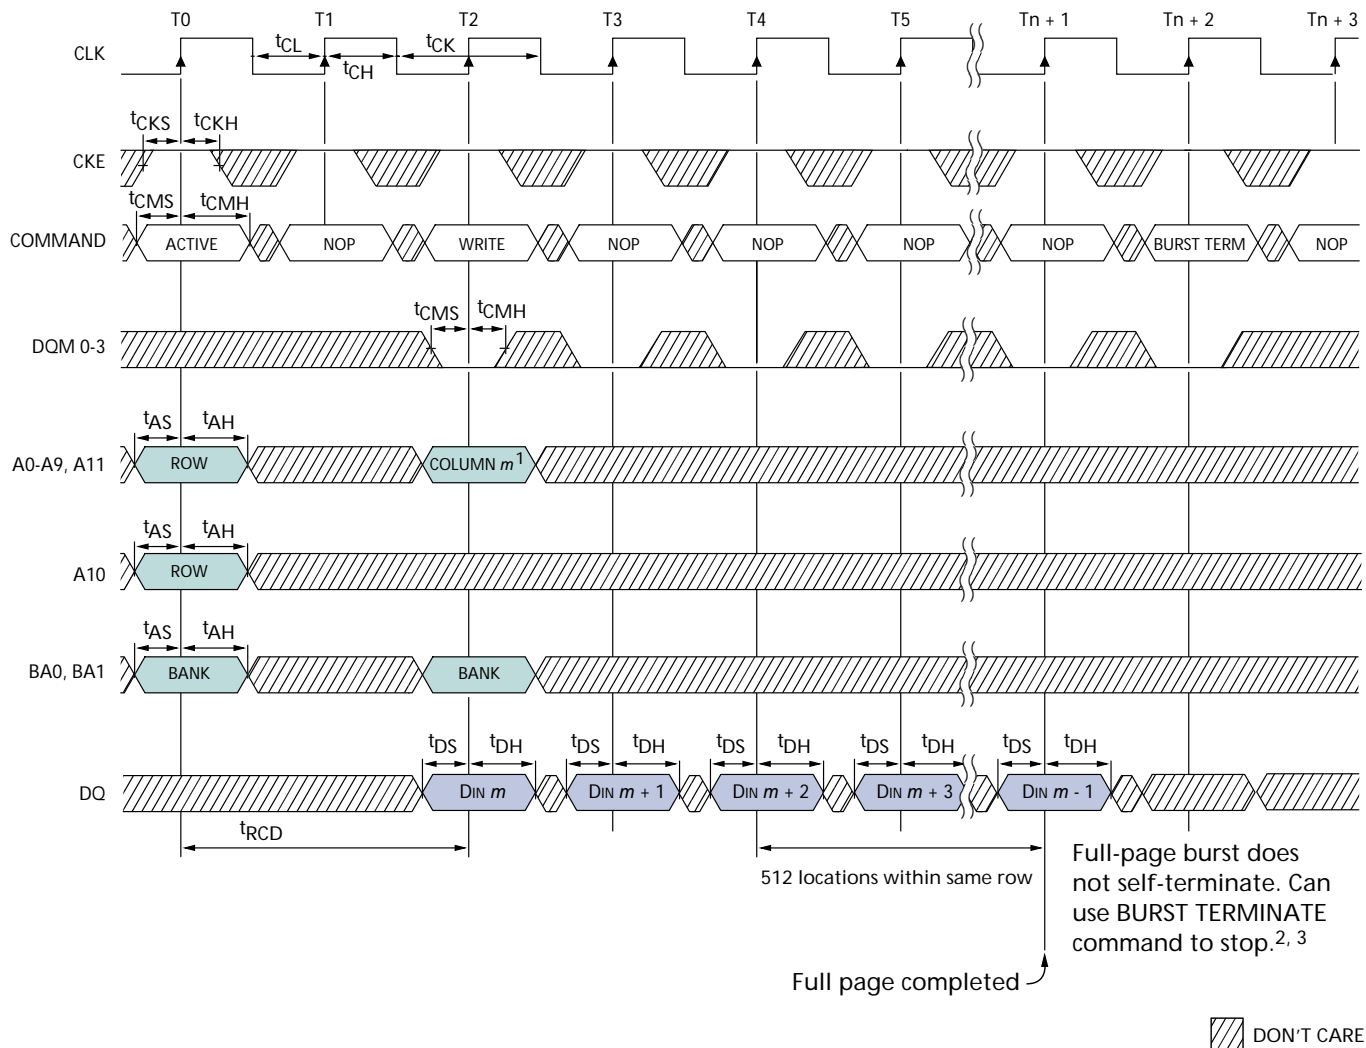 T0 T1 T2 T3 T4 T5 Tn + 1 Tn + 2 Tn + 3
CLK tCL tCH tCK
tCKS tCKH
CKE
tCMS tCMH
COMMAND ACTIVE NOP WRITE NOP NOP NOP NOP BURST TERM NOP
tCMS tCMH
DQM 0-3
tAS tAH
A0-A9, A11 ROW COLUMN m1
tAS tAH
A10 ROW
tAS tAH
BA0, BA1 BANK BANK
tDS tDH tDS tDH tDS tDH tDS tDH tDS tDH
DQ DIN m DIN m + 1 DIN m + 2 DIN m + 3 DIN m - 1
tRCD
512 locations within same row
Full-page burst does
not self-terminate. Can
use BURST TERMINATE
command to stop.2, 3
Full page completed
DON'T CARE